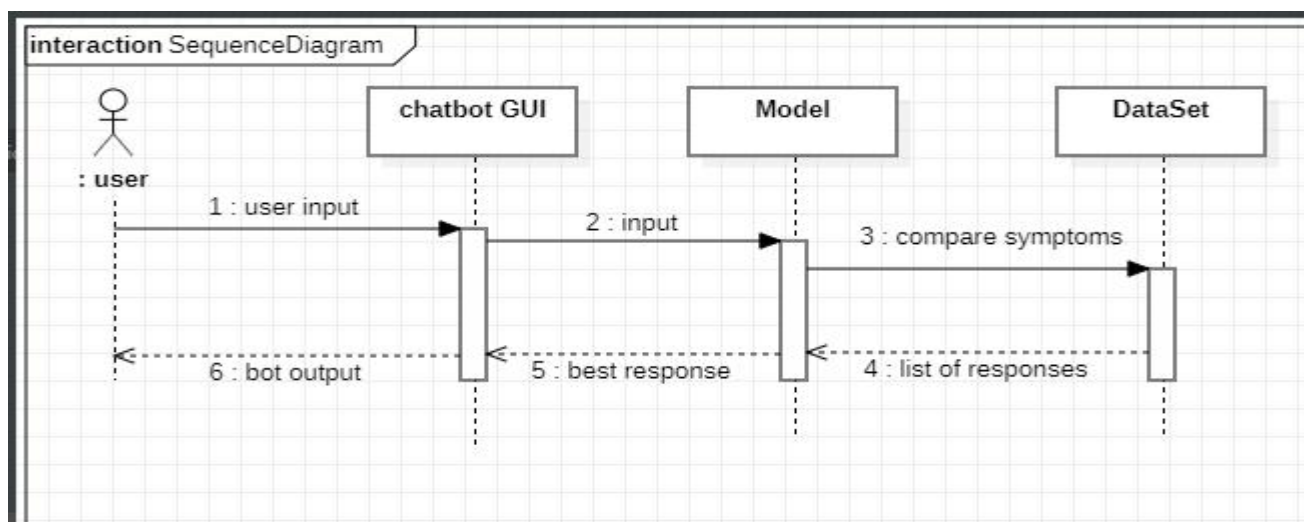 interaction SequenceDiagram
chatbot GUI
Model
DataSet
: user
1 : user input
2 : input
3 : compare symptoms
6 : bot output
5 : best response
4 : list of responses